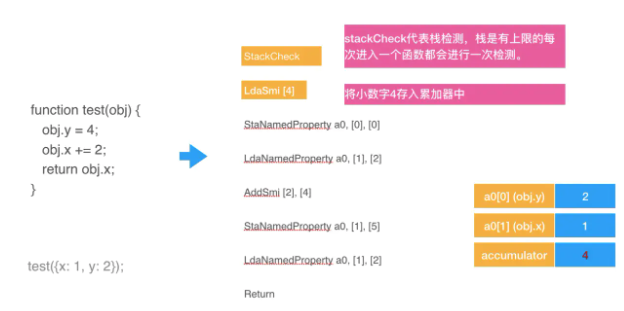 function test(obj) {
obj.y = 4;
obj.x += 2;
return obj.x;
}
test({x: 1, y: 2});
StackCheck
stackCheck代表栈检测，栈是有上限的每
次进入一个函数都会进行一次检测。
LdaSmi [4]
将小数字4存入累加器中
StaNamedProperty a0, [0], [0]
LdaNamedProperty a0, [1], [2]
AddSmi [2], [4]
StaNamedProperty a0, [1], [5]
LdaNamedProperty a0, [1], [2]
Return
a0[0] (obj.y) 2
a0[1] (obj.x) 1
accumulator 4